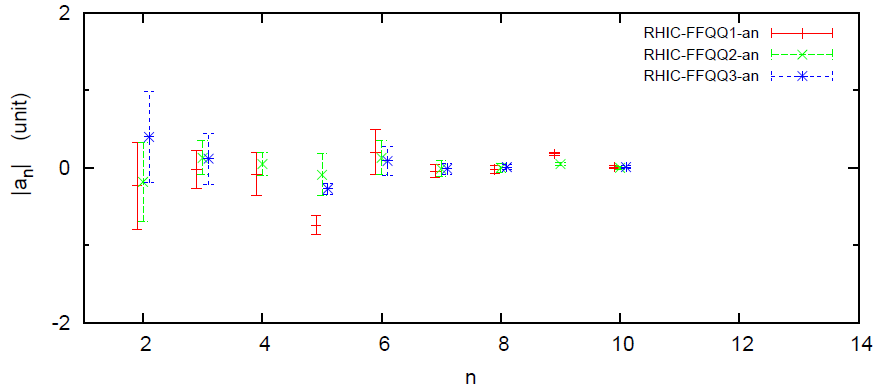 2
RHIC-FFQQ1-an
RHIC-FFQQ2-an
RHIC-FFQQ3-an
|an| (unit)
0
-2
2 4 6 8 10 12 14
n